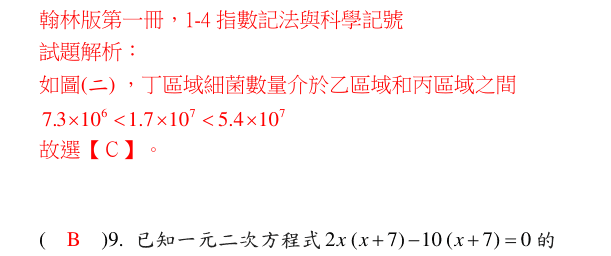 翰林版第一冊，1-4 指數記法與科學記號
試題解析：
如圖(二)，丁區域細菌數量介於乙區域和丙區域之間
7.3×10⁶＜1.7×10⁷＜5.4×10⁷
故選【Ｃ】。
( B )9. 已知一元二次方程式 2x(x+7)−10(x+7)=0 的